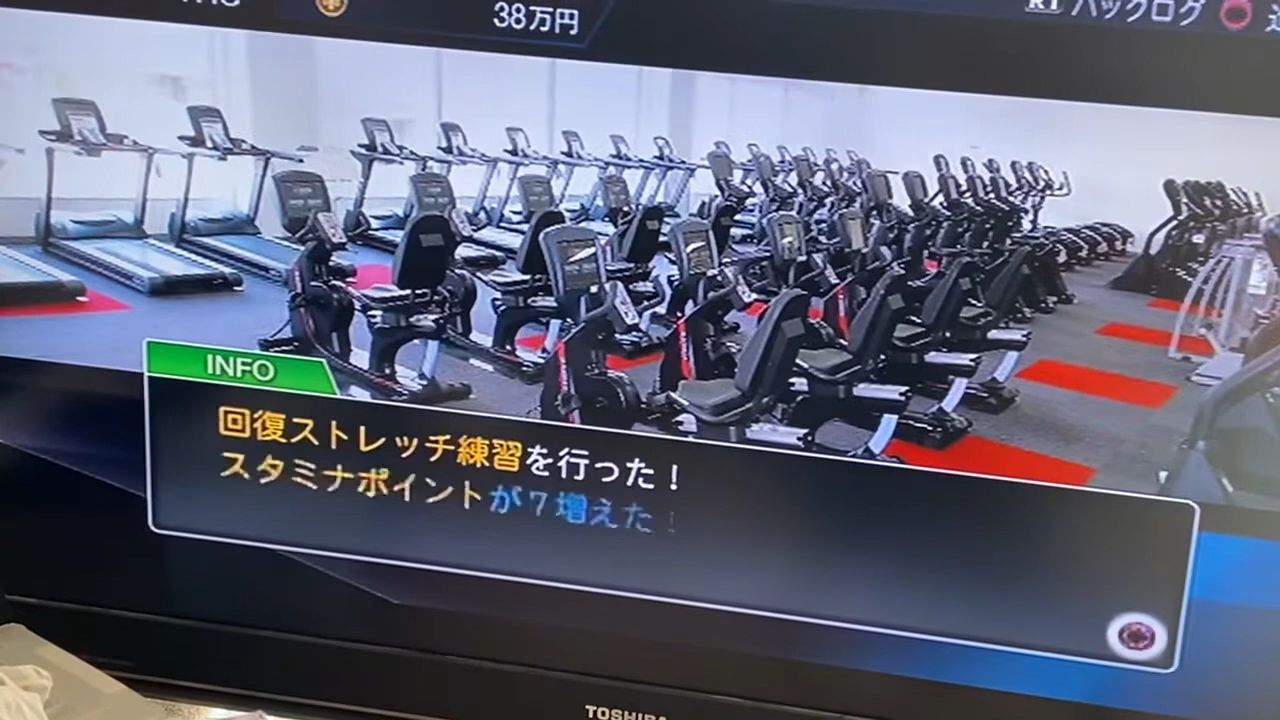 38万円
R1 バックログ
INFO
回復ストレッチ練習を行った！
スタミナポイントが7増えた！
TOSHIBA